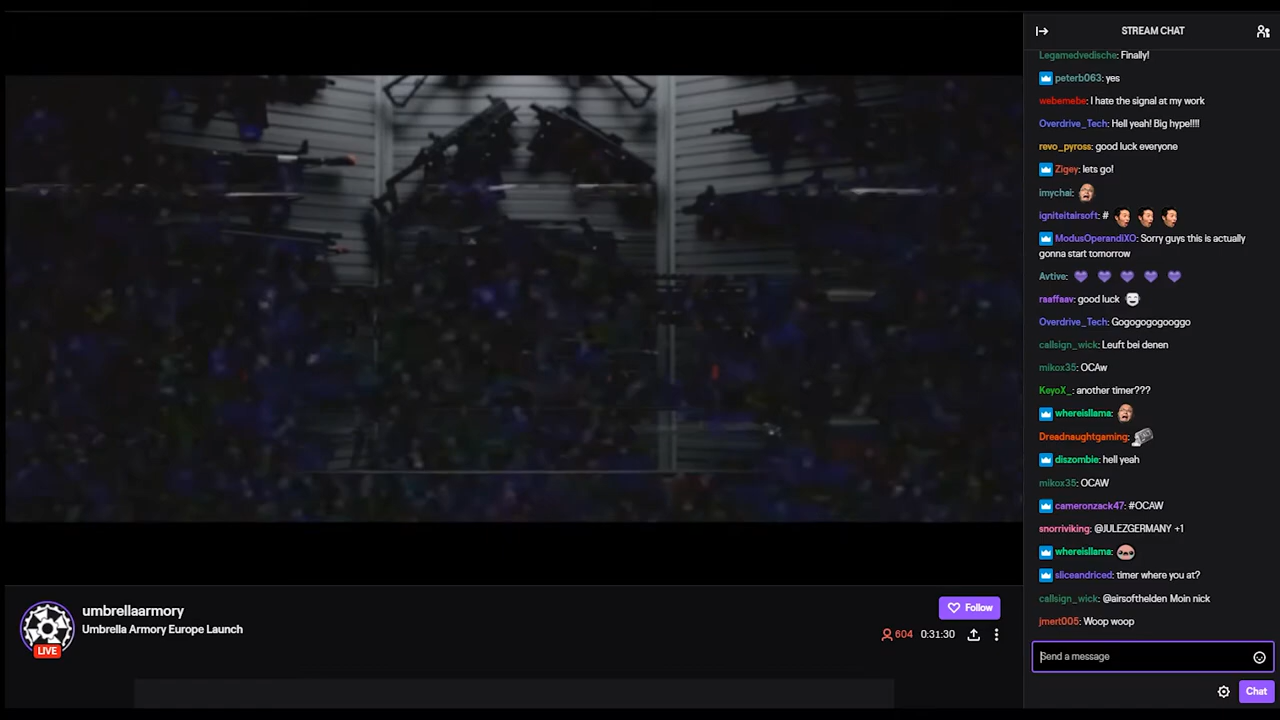 STREAM CHAT
Legamedvedische: Finally!
peterb063: yes
webemebe: I hate the signal at my work
Overdrive_Tech: Hell yeah! Big hype!!!!
revo_pyross: good luck everyone
Zigey: lets go!
imychai:
igniteitairsoft: #
ModusOperandiXO: Sorry guys this is actually
gonna start tomorrow
Avtive:
raaffaav: good luck
Overdrive_Tech: Gogogogogooggo
callsign_wick: Leuft bei denen
mikox35: OCAw
KeyoX_: another timer???
whereisllama:
Dreadnaughtgaming:
diszombie: hell yeah
mikox35: OCAW
cameronzack47: #OCAW
snorriviking: @JULEZGERMANY +1
whereisllama:
sliceandriced: timer where you at?
callsign_wick: @airsofthelden Moin nick
jmert005: Woop woop
Send a message
Chat
umbrellaarmory
Umbrella Armory Europe Launch
LIVE
Follow
604 0:31:30